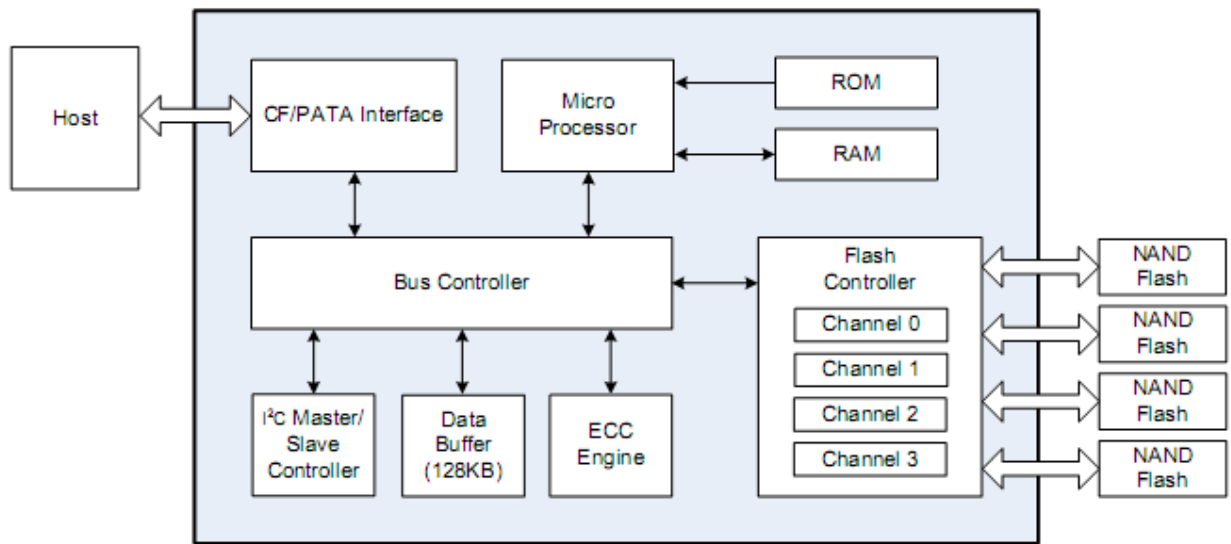 Host
CF/PATA Interface
Micro
Processor
ROM
RAM
Bus Controller
Flash
Controller
Channel 0
Channel 1
Channel 2
Channel 3
NAND
Flash
NAND
Flash
NAND
Flash
NAND
Flash
I²C Master/
Slave
Controller
Data
Buffer
(128KB)
ECC
Engine